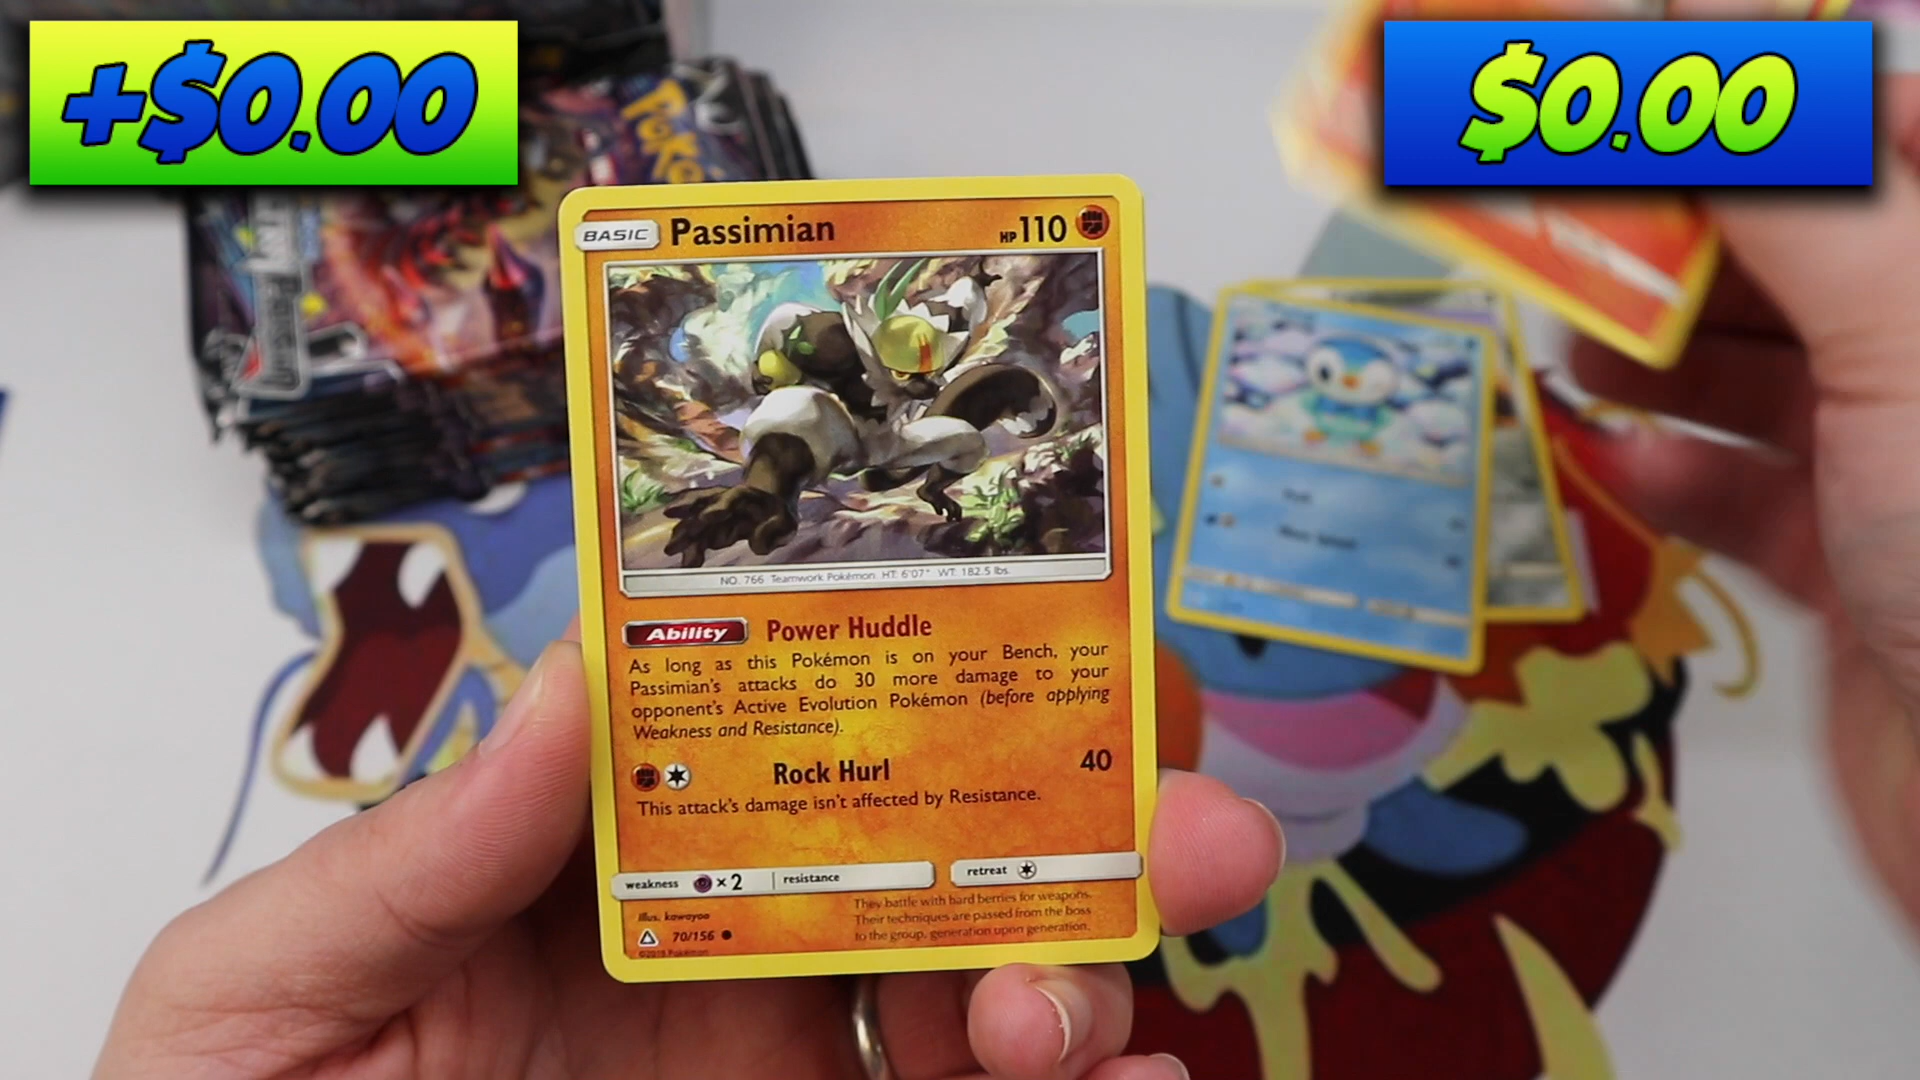 +$0.00
$0.00
POKé
BASIC Passimian HP110
NO. 766 Teamwork Pokémon HT: 6'07" WT: 182.5 lbs.
Ability Power Huddle
As long as this Pokémon is on your Bench, your
Passimian's attacks do 30 more damage to your
opponent's Active Evolution Pokémon (before applying
Weakness and Resistance).
Rock Hurl 40
This attack's damage isn't affected by Resistance.
weakness ×2 resistance retreat
They battle with hard berries for weapons.
Their techniques are passed from the boss
to the group, generation upon generation.
Illus. kawayoo
70/156